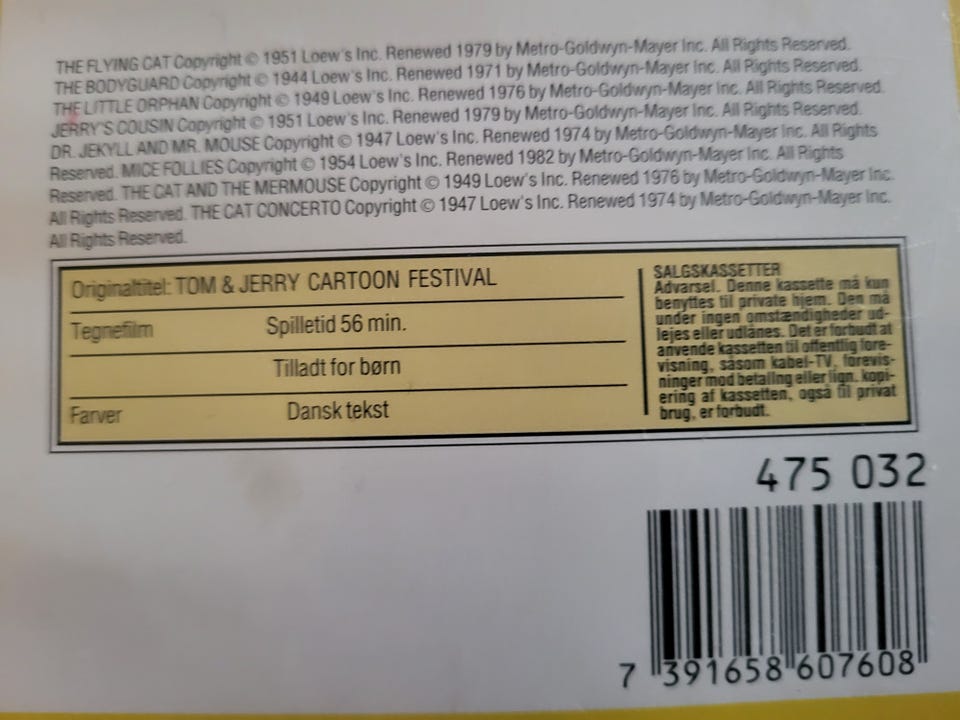 THE FLYING CAT Copyright © 1951 Loew's Inc. Renewed 1979 by Metro-Goldwyn-Mayer Inc. All Rights Reserved.
THE BODYGUARD Copyright © 1944 Loew's Inc. Renewed 1971 by Metro-Goldwyn-Mayer Inc. All Rights Reserved.
THE LITTLE ORPHAN Copyright © 1949 Loew's Inc. Renewed 1976 by Metro-Goldwyn-Mayer Inc. All Rights Reserved.
JERRY'S COUSIN Copyright © 1951 Loew's Inc. Renewed 1979 by Metro-Goldwyn-Mayer Inc. All Rights Reserved.
DR. JEKYLL AND MR. MOUSE Copyright © 1947 Loew's Inc. Renewed 1974 by Metro-Goldwyn-Mayer Inc. All Rights
Reserved. MICE FOLLIES Copyright © 1954 Loew's Inc. Renewed 1982 by Metro-Goldwyn-Mayer Inc. All Rights
Reserved. THE CAT AND THE MERMOUSE Copyright © 1949 Loew's Inc. Renewed 1976 by Metro-Goldwyn-Mayer Inc.
All Rights Reserved. THE CAT CONCERTO Copyright © 1947 Loew's Inc. Renewed 1974 by Metro-Goldwyn-Mayer Inc.
All Rights Reserved.
Originaltitel: TOM & JERRY CARTOON FESTIVAL
Tegnefilm Spilletid 56 min.
Tilladt for børn
Farver Dansk tekst
SALGSKASSETTER
Advarsel. Denne kassette må kun
benyttes til private hjem. Den må
under ingen omstændigheder ud-
lejes eller udlånes. Det er forbudt at
anvende kassetten til offentlig fore-
visning, såsom kabel-TV, forevis-
ninger mod betaling eller lign. kopi-
ering af kassetten, også til privat
brug, er forbudt.
475 032
7 391658 607608